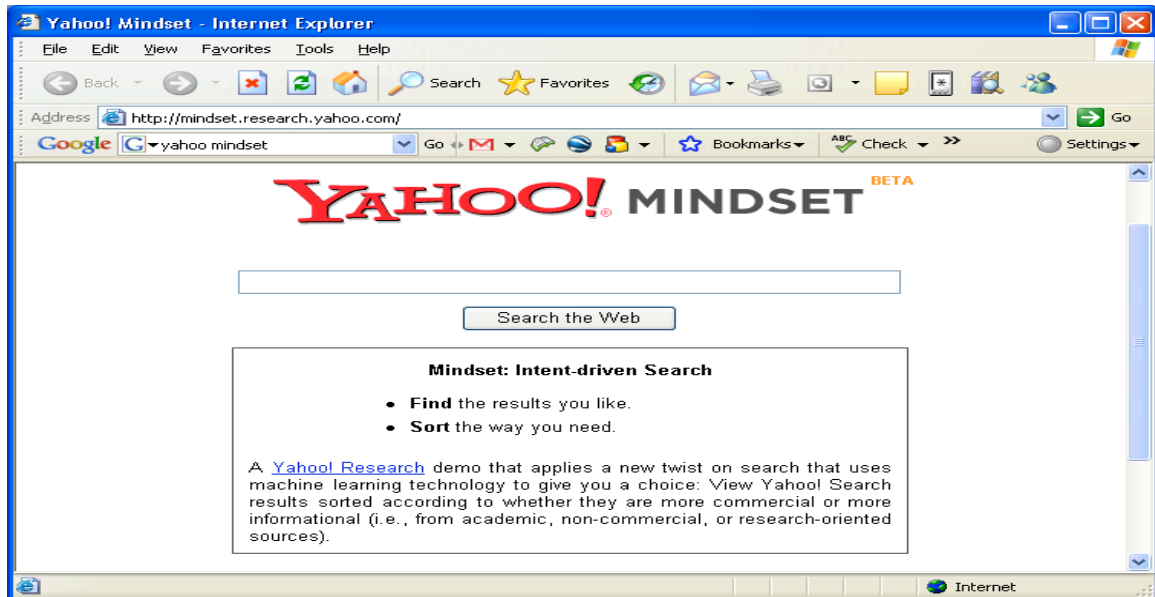 Yahoo! Mindset - Internet Explorer
File Edit View Favorites Tools Help
Back Search Favorites
Address http://mindset.research.yahoo.com/ Go
Google G yahoo mindset Go Bookmarks ABC Check >> Settings
YAHOO!® MINDSET BETA
Search the Web
Mindset: Intent-driven Search
• Find the results you like.
• Sort the way you need.
A Yahoo! Research demo that applies a new twist on search that uses
machine learning technology to give you a choice: View Yahoo! Search
results sorted according to whether they are more commercial or more
informational (i.e., from academic, non-commercial, or research-oriented
sources).
Internet